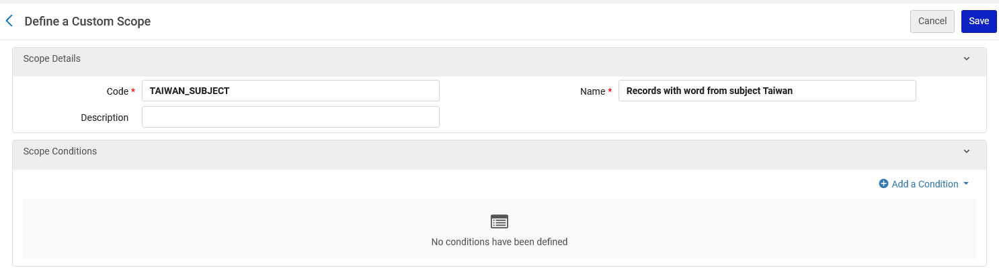 Define a Custom Scope
Cancel
Save
Scope Details
Code *
TAIWAN_SUBJECT
Name *
Records with word from subject Taiwan
Description
Scope Conditions
Add a Condition
No conditions have been defined